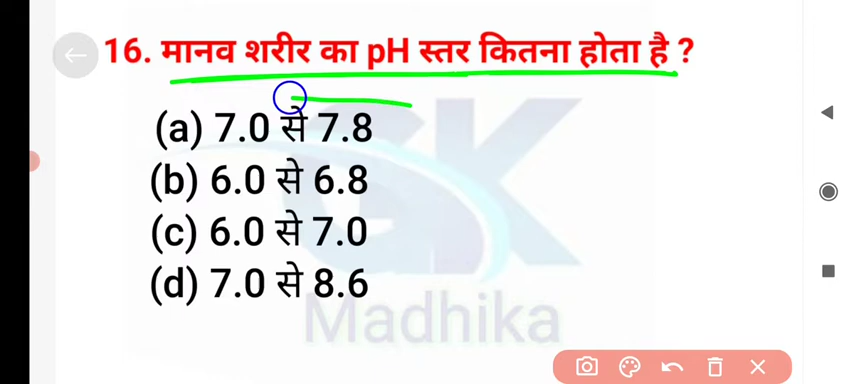 16. मानव शरीर का pH स्तर कितना होता है ?
(a) 7.0 से 7.8
(b) 6.0 से 6.8
(c) 6.0 से 7.0
(d) 7.0 से 8.6
GK
Madhika